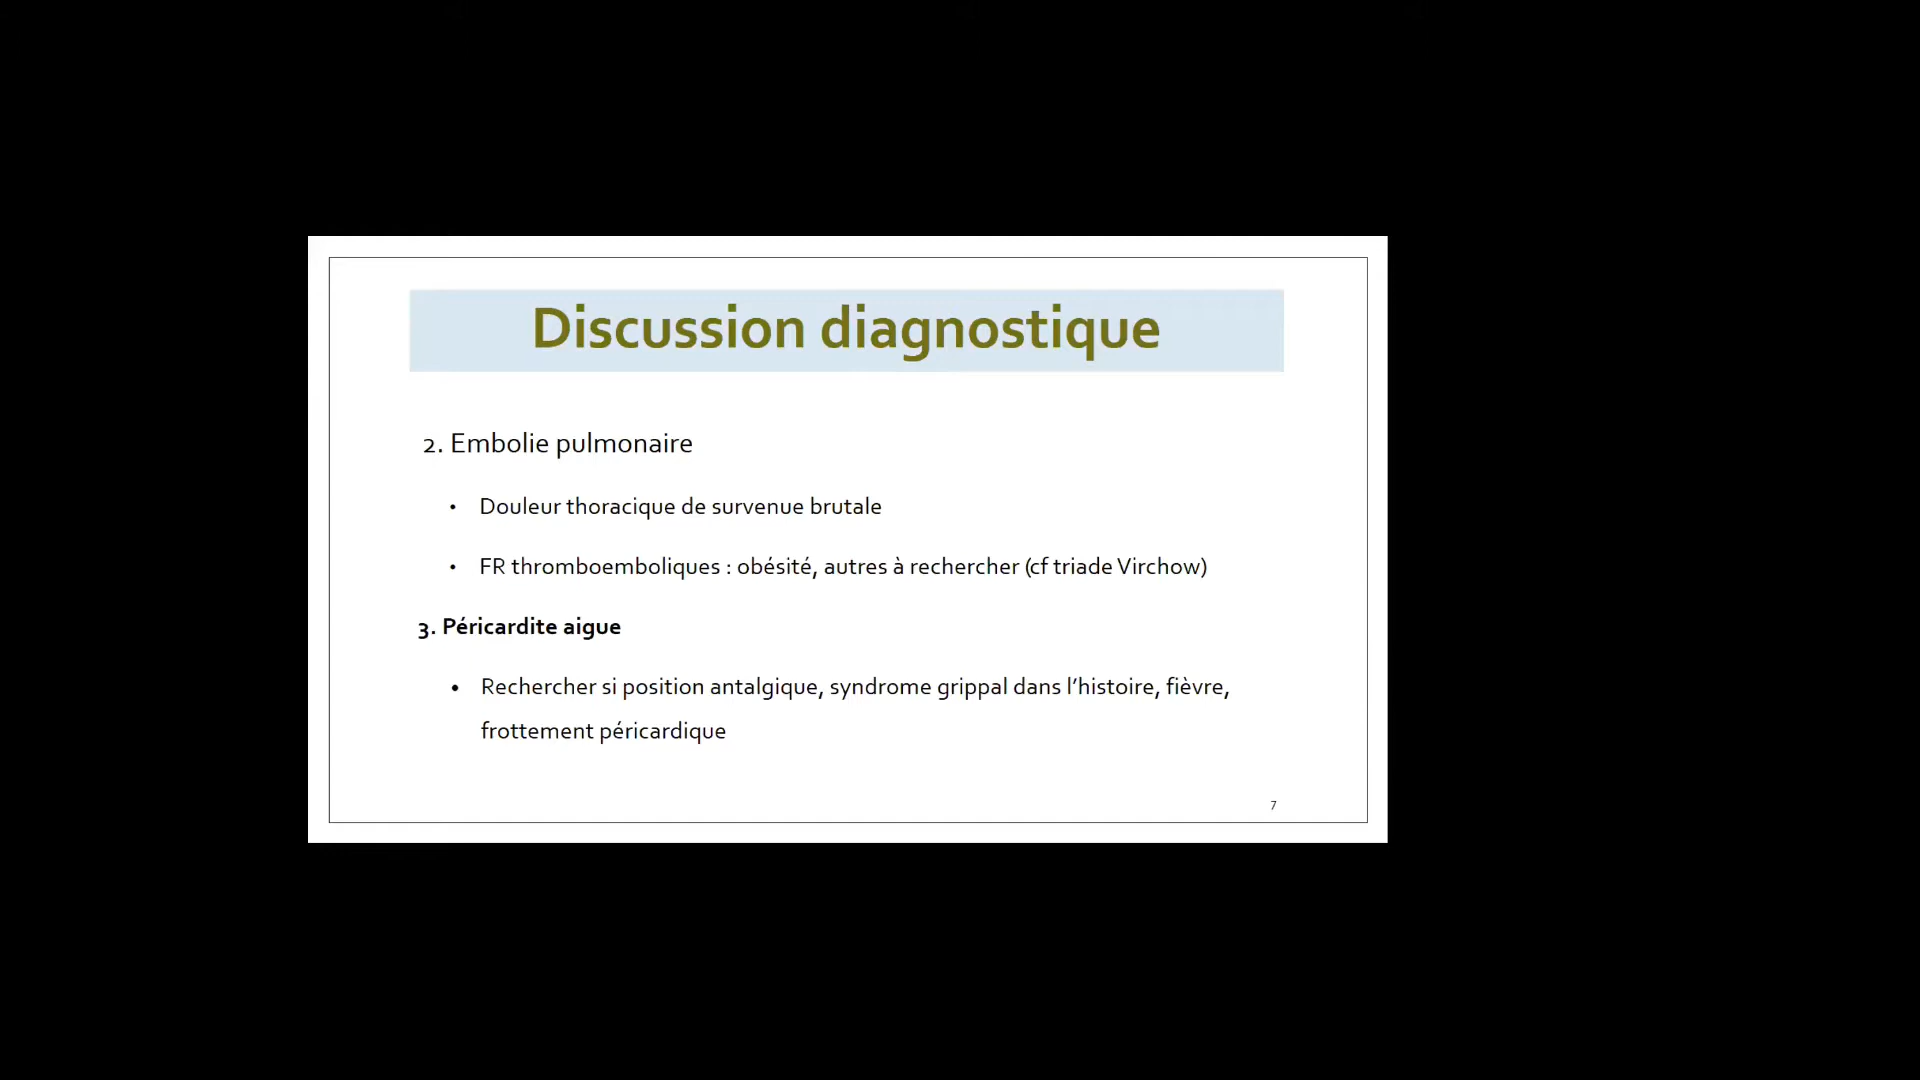 Discussion diagnostique
2. Embolie pulmonaire
• Douleur thoracique de survenue brutale
• FR thromboemboliques : obésité, autres à rechercher (cf triade Virchow)
3. Péricardite aigue
• Rechercher si position antalgique, syndrome grippal dans l’histoire, fièvre,
frottement péricardique
7